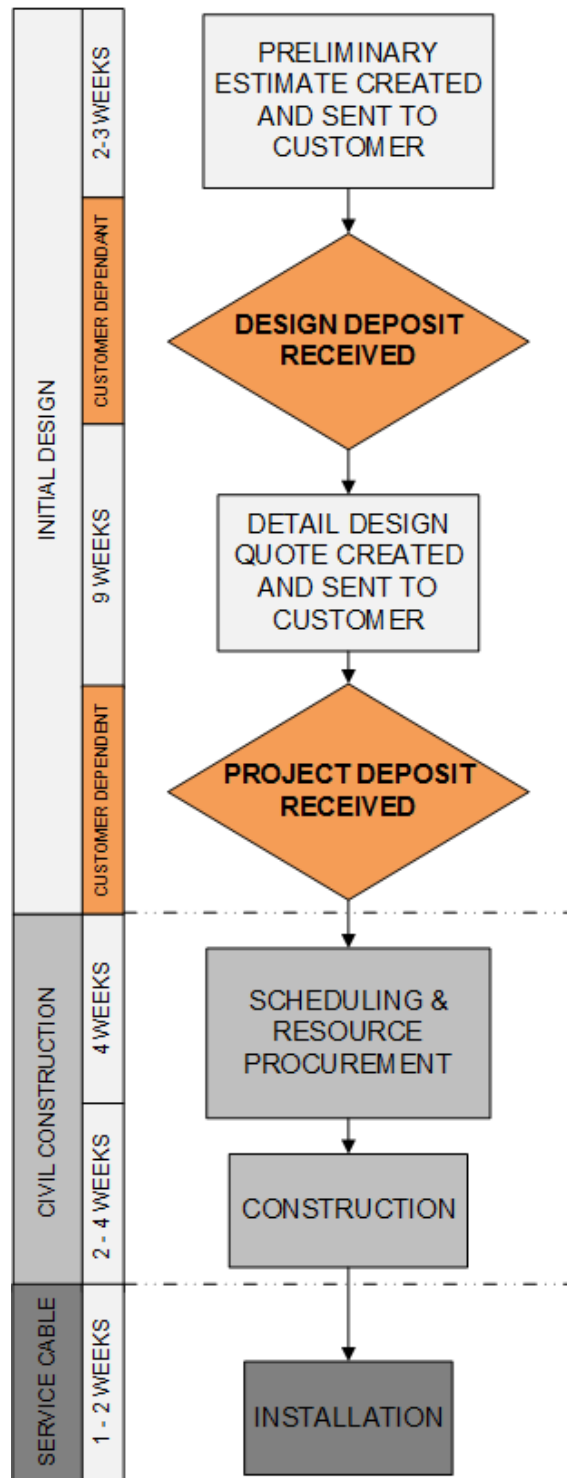 INITIAL DESIGN
2-3 WEEKS
PRELIMINARY
ESTIMATE CREATED
AND SENT TO
CUSTOMER
CUSTOMER DEPENDANT
DESIGN DEPOSIT
RECEIVED
9 WEEKS
DETAIL DESIGN
QUOTE CREATED
AND SENT TO
CUSTOMER
CUSTOMER DEPENDENT
PROJECT DEPOSIT
RECEIVED
CIVIL CONSTRUCTION
4 WEEKS
SCHEDULING &
RESOURCE
PROCUREMENT
2 - 4 WEEKS
CONSTRUCTION
SERVICE CABLE
1 - 2 WEEKS
INSTALLATION